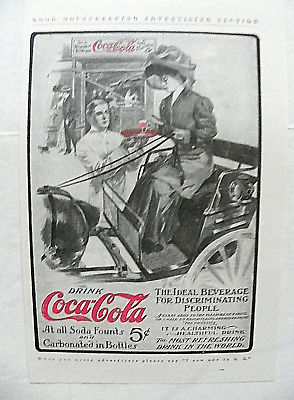 GOOD HOUSEKEEPING ADVERTISING SECTION
Coca-Cola
DRINK
Coca-Cola
At all Soda Founts
and
Carbonated in Bottles
5¢
THE IDEAL BEVERAGE
FOR DISCRIMINATING
PEOPLE
IT IS A CHARMING
HEALTHFUL DRINK
THE MOST REFRESHING
DRINK IN THE WORLD.